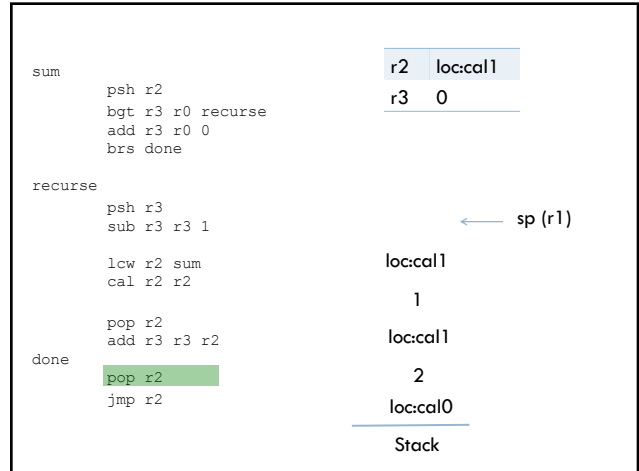 sum
psh r2
bgt r3 r0 recurse
add r3 r0 0
brs done
recurse
psh r3
sub r3 r3 1
lcw r2 sum
cal r2 r2
pop r2
add r3 r3 r2
done
pop r2
jmp r2
r2 loc:cal1
r3 0
sp (r1)
loc:cal1
1
loc:cal1
2
loc:cal0
Stack